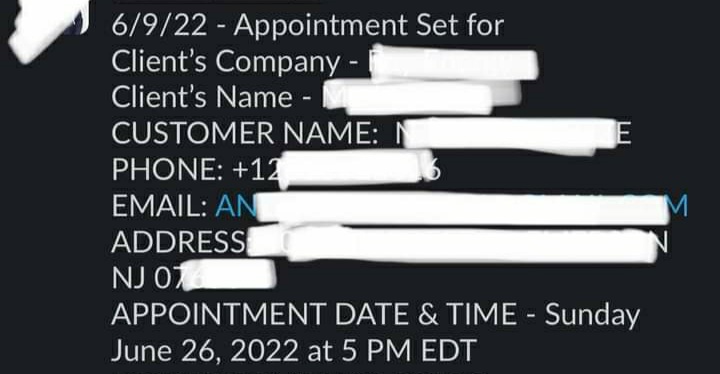 6/9/22 - Appointment Set for
Client's Company -
Client's Name -
CUSTOMER NAME:
PHONE: +12
EMAIL: AN
ADDRESS
NJ 07
APPOINTMENT DATE & TIME - Sunday
June 26, 2022 at 5 PM EDT